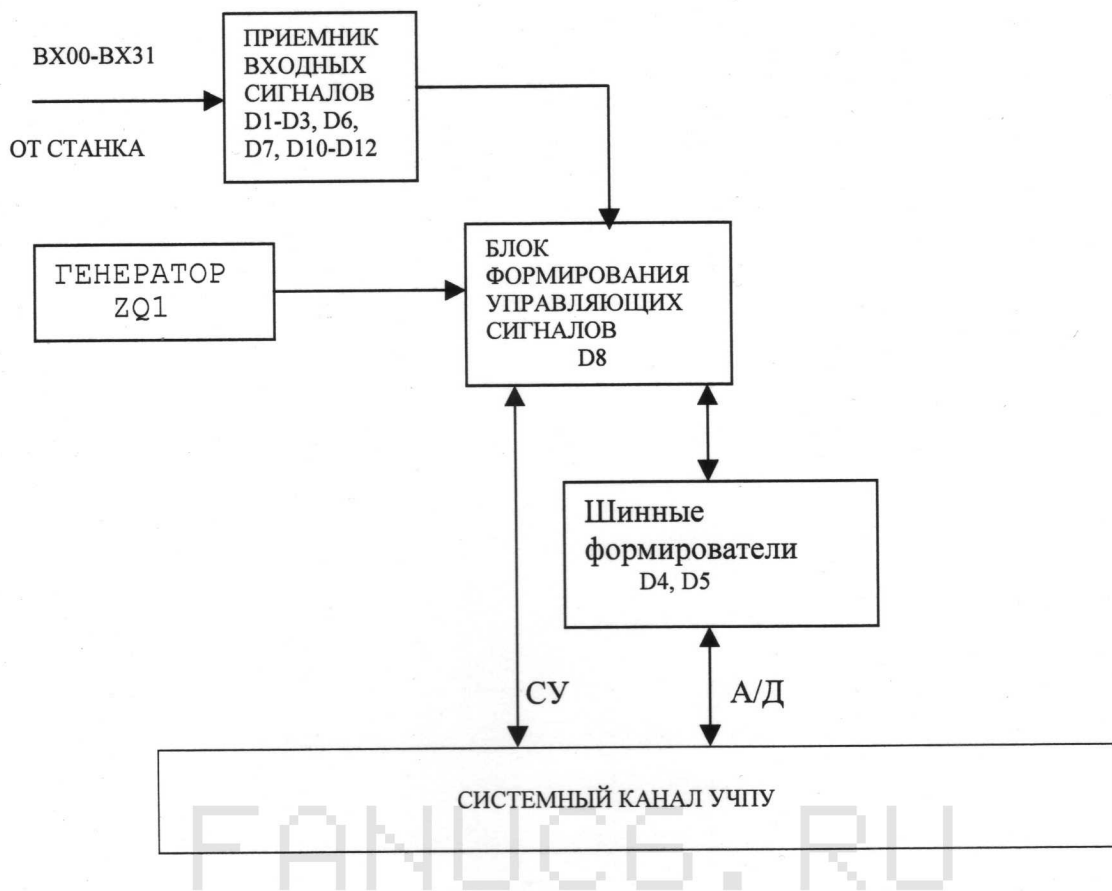 ВХ00-ВХ31
ОТ СТАНКА
ПРИЕМНИК
ВХОДНЫХ
СИГНАЛОВ
D1-D3, D6,
D7, D10-D12
ГЕНЕРАТОР
ZQ1
БЛОК
ФОРМИРОВАНИЯ
УПРАВЛЯЮЩИХ
СИГНАЛОВ
D8
Шинные
формирователи
D4, D5
СУ
А/Д
СИСТЕМНЫЙ КАНАЛ УЧПУ
FANUC6.RU